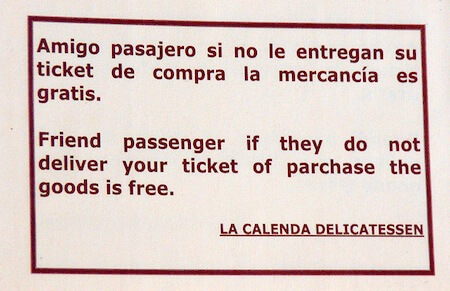 Amigo pasajero si no le entregan su
ticket de compra la mercancía es
gratis.
Friend passenger if they do not
deliver your ticket of parchase the
goods is free.
LA CALENDA DELICATESSEN